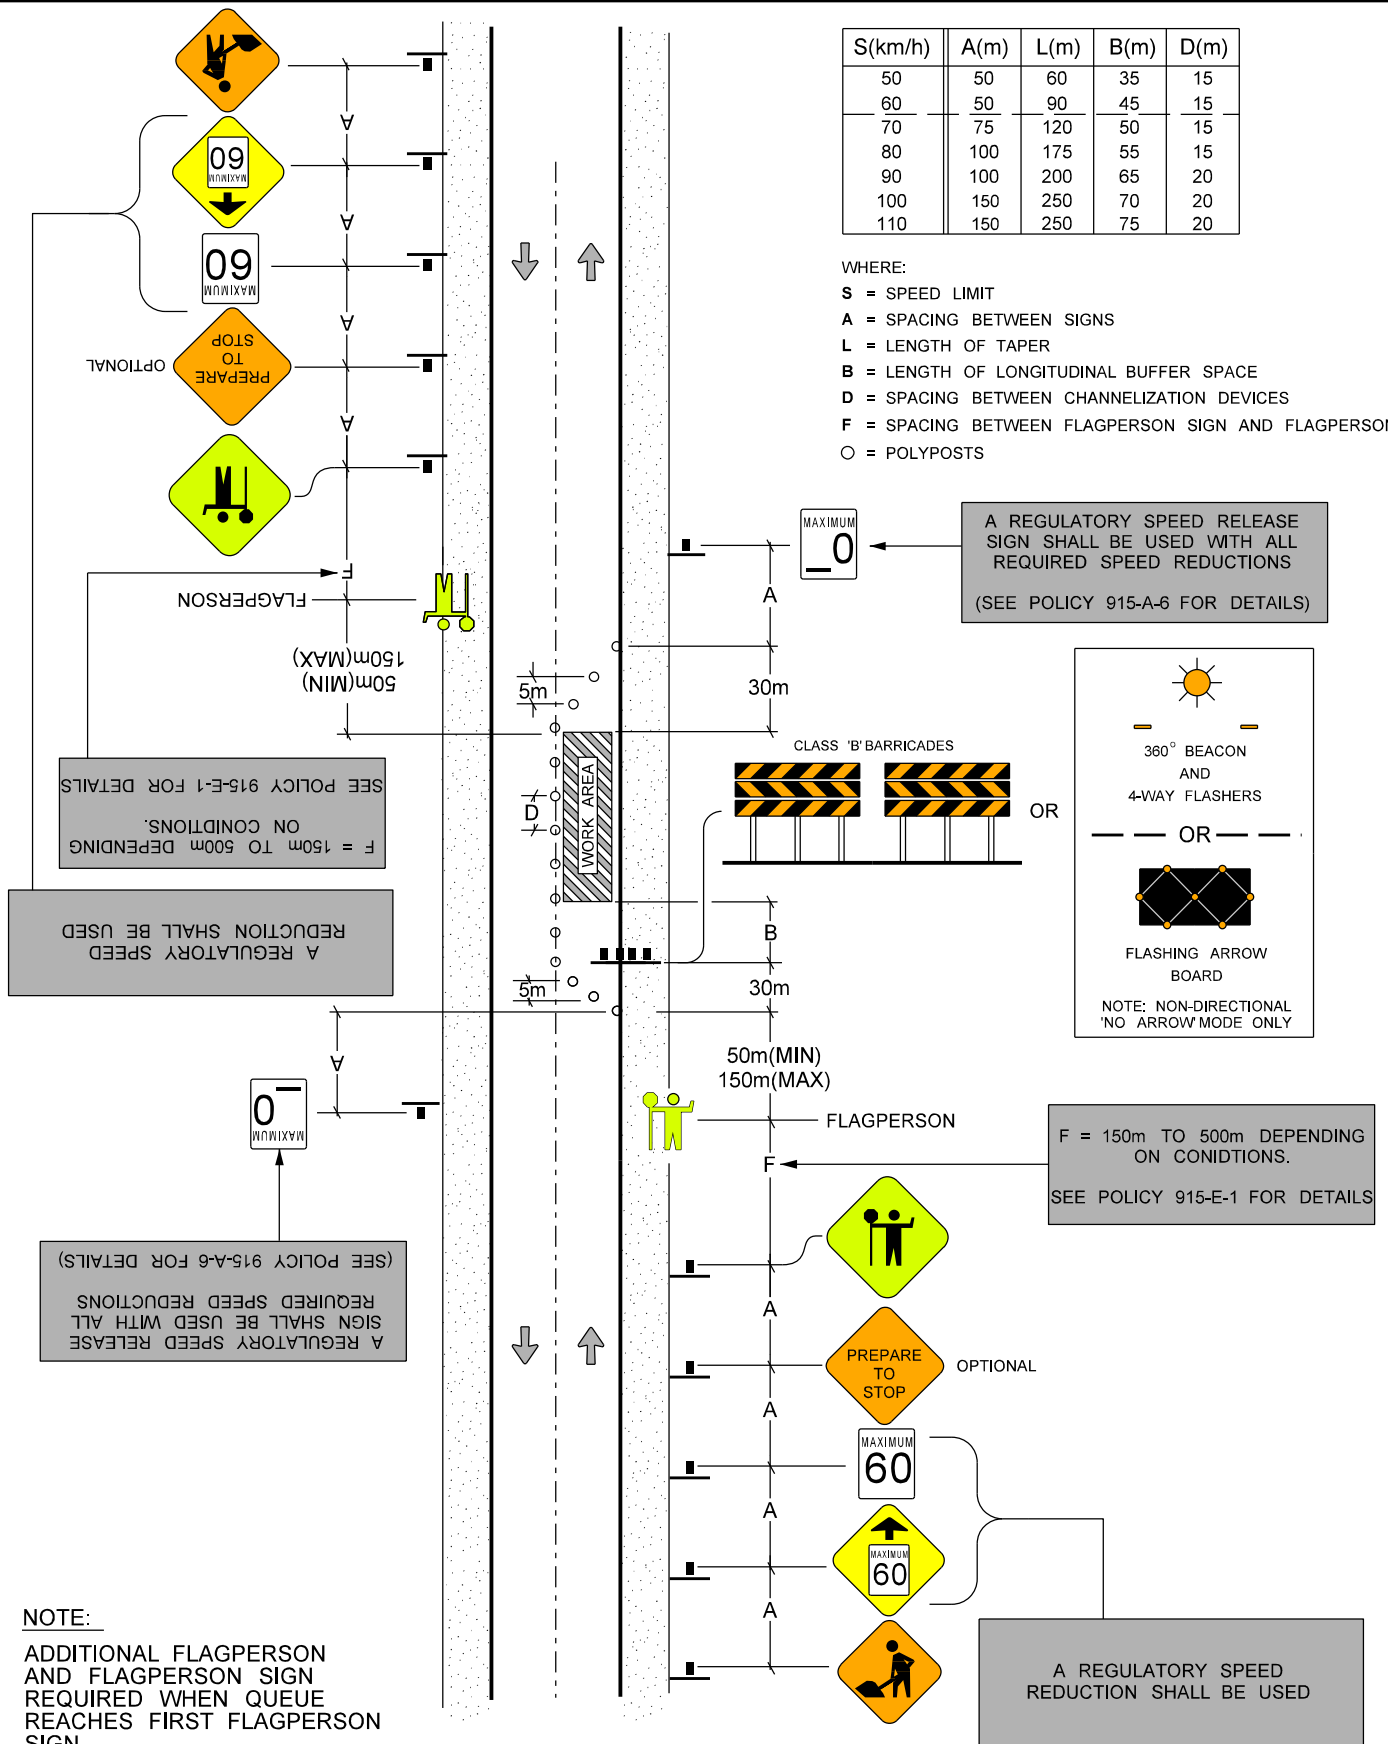 S(km/h) A(m) L(m) B(m) D(m)
50 50 60 35 15
60 50 90 45 15
70 75 120 50 15
80 100 175 55 15
90 100 200 65 20
100 150 250 70 20
110 150 250 75 20
WHERE:
S = SPEED LIMIT
A = SPACING BETWEEN SIGNS
L = LENGTH OF TAPER
B = LENGTH OF LONGITUDINAL BUFFER SPACE
D = SPACING BETWEEN CHANNELIZATION DEVICES
F = SPACING BETWEEN FLAGPERSON SIGN AND FLAGPERSON
= POLYPOSTS
A
MAXIMUM
60
A
MAXIMUM
60
A
PREPARE
TO
STOP
OPTIONAL
A
F
FLAGPERSON
50m(MIN)
150m(MAX)
F = 150m TO 500m DEPENDING
ON CONIDTIONS.
SEE POLICY 915-E-1 FOR DETAILS
A REGULATORY SPEED
REDUCTION SHALL BE USED
A
MAXIMUM
_0
A REGULATORY SPEED RELEASE
SIGN SHALL BE USED WITH ALL
REQUIRED SPEED REDUCTIONS
(SEE POLICY 915-A-6 FOR DETAILS)
MAXIMUM
_0
A REGULATORY SPEED RELEASE
SIGN SHALL BE USED WITH ALL
REQUIRED SPEED REDUCTIONS
(SEE POLICY 915-A-6 FOR DETAILS)
A
30m
5m
D
WORK AREA
5m
CLASS 'B' BARRICADES
OR
360° BEACON
AND
4-WAY FLASHERS
OR
FLASHING ARROW
BOARD
NOTE: NON-DIRECTIONAL
'NO ARROW' MODE ONLY
B
30m
50m(MIN)
150m(MAX)
FLAGPERSON
F
F = 150m TO 500m DEPENDING
ON CONIDTIONS.
SEE POLICY 915-E-1 FOR DETAILS
A
PREPARE
TO
STOP
OPTIONAL
A
MAXIMUM
60
A
MAXIMUM
60
A
A REGULATORY SPEED
REDUCTION SHALL BE USED
NOTE:
ADDITIONAL FLAGPERSON
AND FLAGPERSON SIGN
REQUIRED WHEN QUEUE
REACHES FIRST FLAGPERSON
SIGN